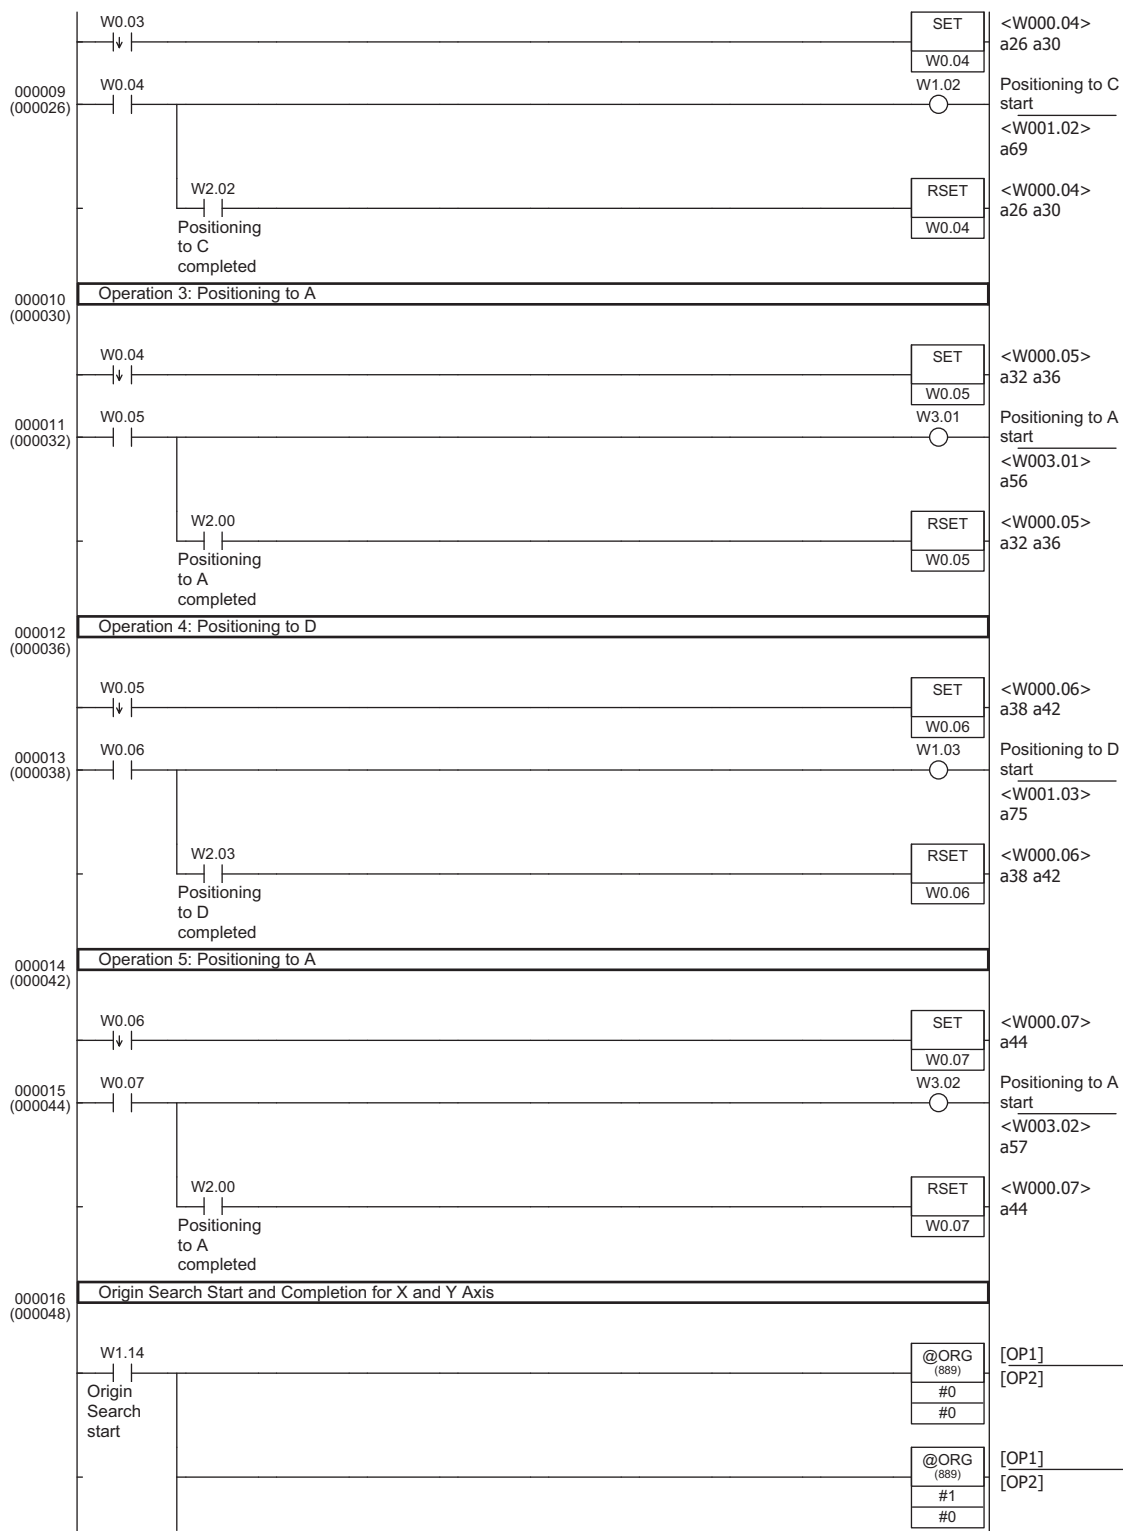 W0.03
SET
<W000.04>
a26 a30
W0.04
000009
(000026)
W0.04
W1.02
Positioning to C
start
<W001.02>
a69
W2.02
RSET
<W000.04>
a26 a30
Positioning
to C
completed
W0.04
000010
(000030)
Operation 3: Positioning to A
W0.04
SET
<W000.05>
a32 a36
W0.05
000011
(000032)
W0.05
W3.01
Positioning to A
start
<W003.01>
a56
W2.00
RSET
<W000.05>
a32 a36
Positioning
to A
completed
W0.05
000012
(000036)
Operation 4: Positioning to D
W0.05
SET
<W000.06>
a38 a42
W0.06
000013
(000038)
W0.06
W1.03
Positioning to D
start
<W001.03>
a75
W2.03
RSET
<W000.06>
a38 a42
Positioning
to D
completed
W0.06
000014
(000042)
Operation 5: Positioning to A
W0.06
SET
<W000.07>
a44
W0.07
000015
(000044)
W0.07
W3.02
Positioning to A
start
<W003.02>
a57
W2.00
RSET
<W000.07>
a44
Positioning
to A
completed
W0.07
000016
(000048)
Origin Search Start and Completion for X and Y Axis
W1.14
Origin
Search
start
@ORG
(889)
#0
#0
[OP1]
[OP2]
@ORG
(889)
#1
#0
[OP1]
[OP2]